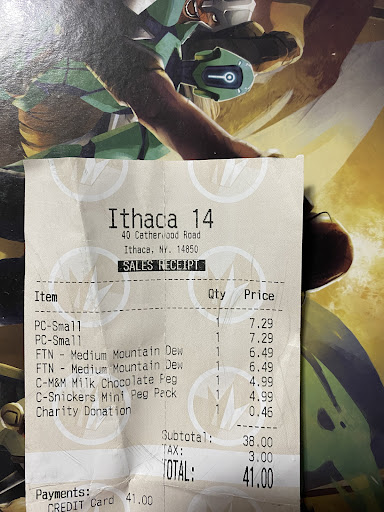 Ithaca 14
40 Catherwood Road
Ithaca, NY. 14850
SALES RECEIPT
Item Qty Price
PC-Small 1 7.29
PC-Small 1 7.29
FTN - Medium Mountain Dew 1 6.49
FTN - Medium Mountain Dew 1 6.49
C-M&M Milk Chocolate Peg 1 4.99
C-Snickers Mini Peg Pack 1 4.99
Charity Donation 1 0.46
Subtotal: 38.00
TAX: 3.00
TOTAL: 41.00
Payments:
CREDIT Card 41.00